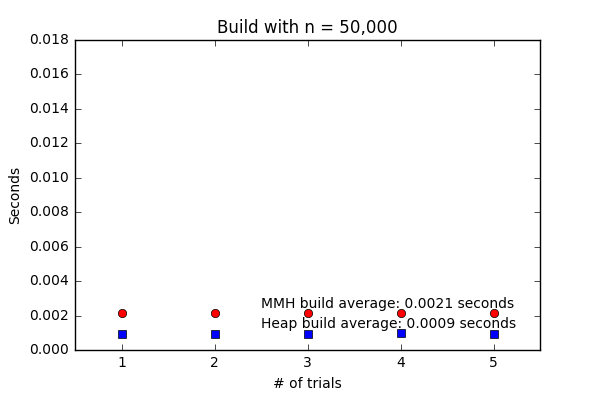 Build with n = 50,000
0.018
0.016
0.014
0.012
0.010
0.008
0.006
0.004
0.002
0.000
Seconds
MMH build average: 0.0021 seconds
Heap build average: 0.0009 seconds
1 2 3 4 5
# of trials